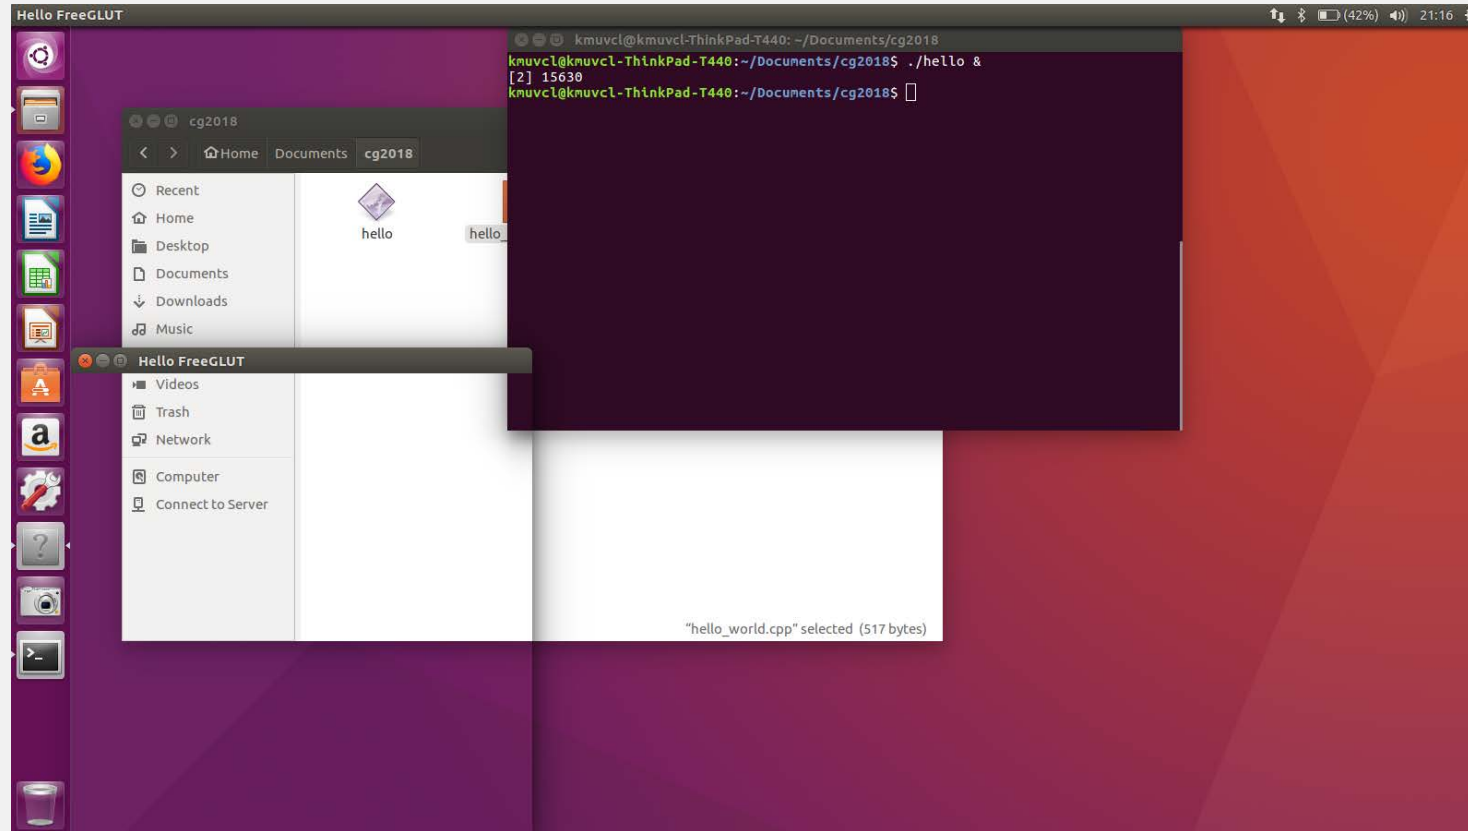 Hello FreeGLUT
(42%)
21:16
kmuvcl@kmuvcl-ThinkPad-T440: ~/Documents/cg2018
kmuvcl@kmuvcl-ThinkPad-T440:~/Documents/cg2018$ ./hello &
[2] 15630
kmuvcl@kmuvcl-ThinkPad-T440:~/Documents/cg2018$
cg2018
Home Documents cg2018
Recent
Home
Desktop
Documents
Downloads
Music
hello
hello_
Hello FreeGLUT
Videos
Trash
Network
Computer
Connect to Server
"hello_world.cpp" selected (517 bytes)